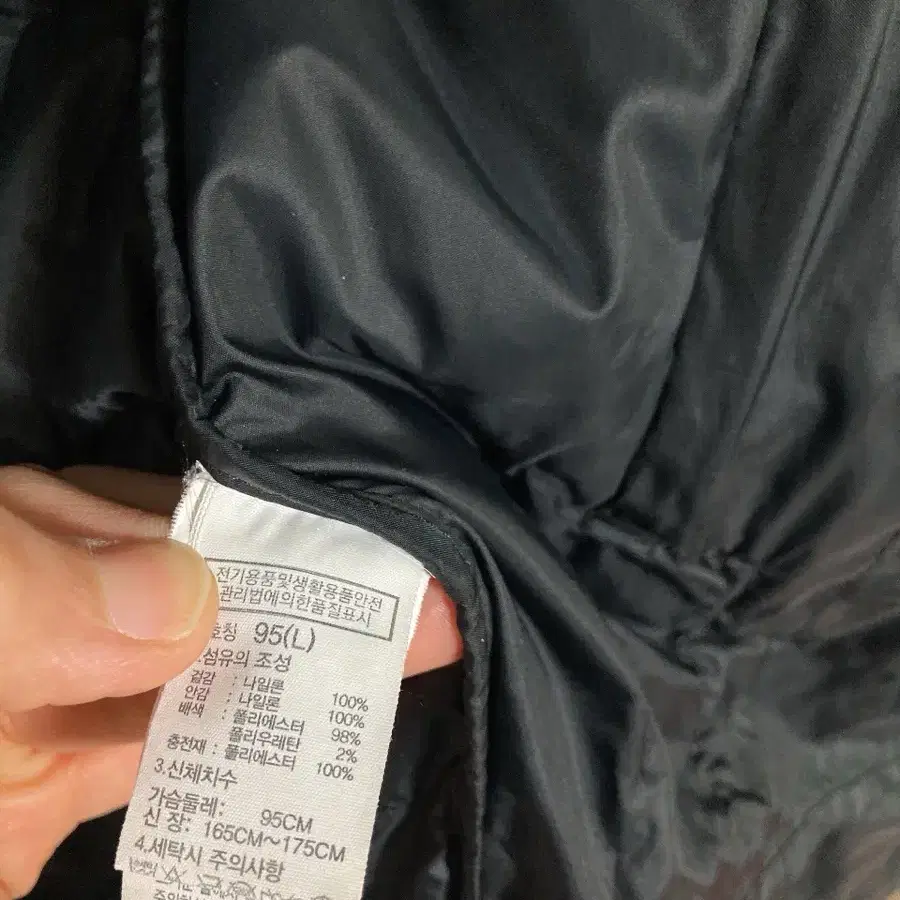 전기용품및생활용품안전
관리법에의한품질표시
호칭 95(L)
섬유의 조성
겉감 : 나일론 100%
안감 : 나일론 100%
배색 : 폴리에스터 98%
폴리우레탄 2%
충전재 : 폴리에스터 100%
3.신체치수
가슴둘레: 95CM
신 장: 165CM~175CM
4.세탁시 주의사항